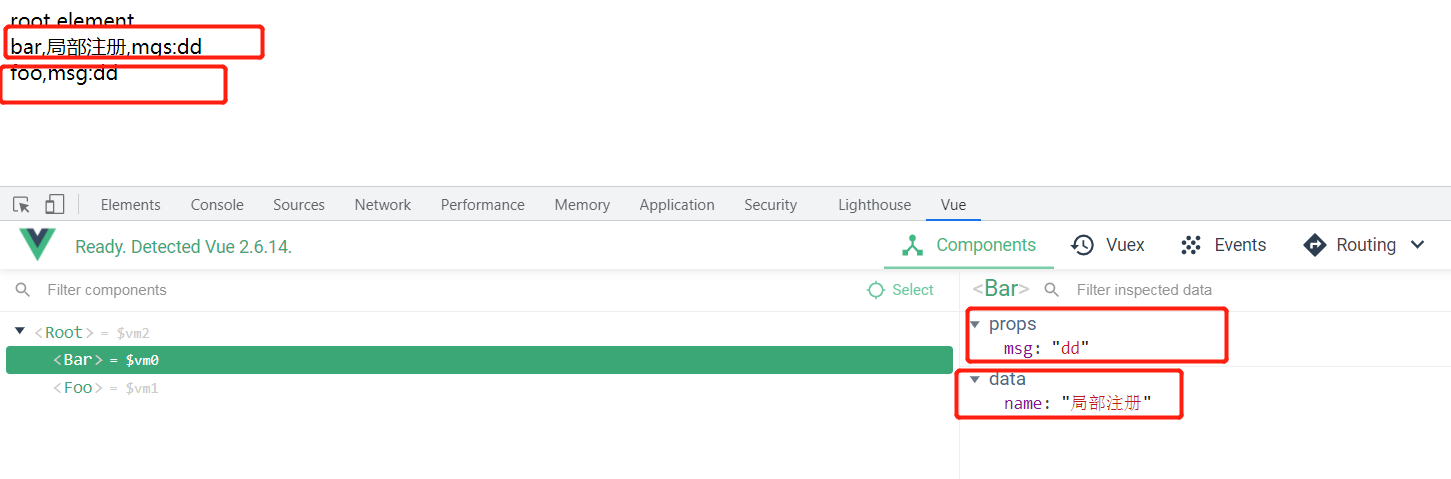 root element
bar,局部注册,mgs:dd
foo,msg:dd
Elements Console Sources Network Performance Memory Application Security Lighthouse Vue
Ready. Detected Vue 2.6.14.
Components Vuex Events Routing
Filter components Select
<Bar> Filter inspected data
<Root> = $vm2
<Bar> = $vm0
<Foo> = $vm1
props
msg: "dd"
data
name: "局部注册"